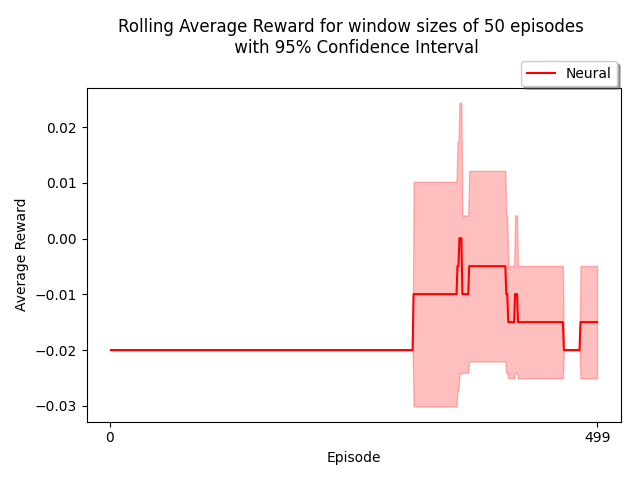 Rolling Average Reward for window sizes of 50 episodes
with 95% Confidence Interval
Neural
Average Reward
0.02
0.01
0.00
−0.01
−0.02
−0.03
0
499
Episode